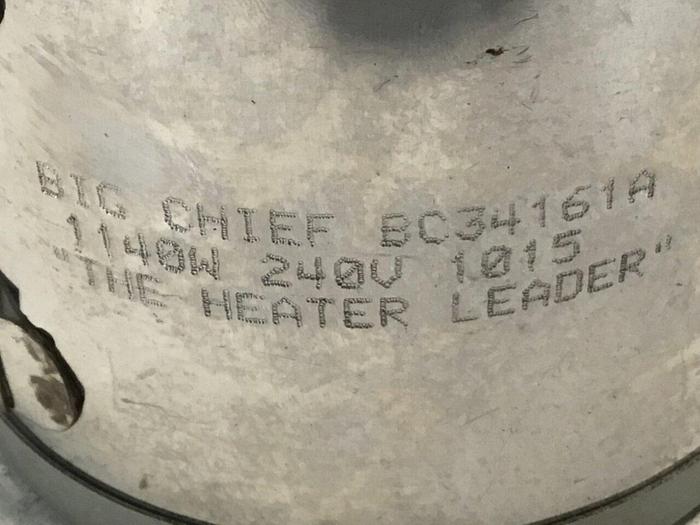 BIG CHIEF BC34161A
1140W 240V 1015
"THE HEATER LEADER"